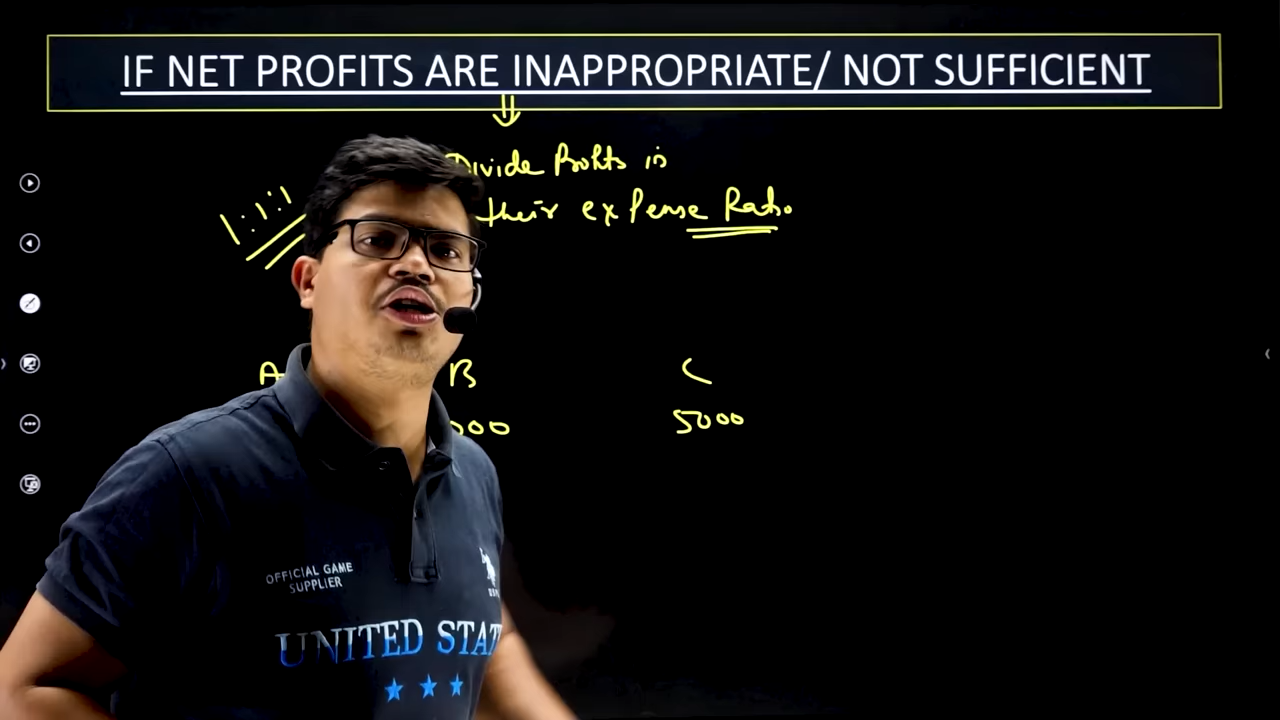 IF NET PROFITS ARE INAPPROPRIATE/ NOT SUFFICIENT
Divide Profits in
1:1:1
their expense Ratio
A
B
C
000
5000
OFFICIAL GAME
SUPPLIER
UNITED STAT